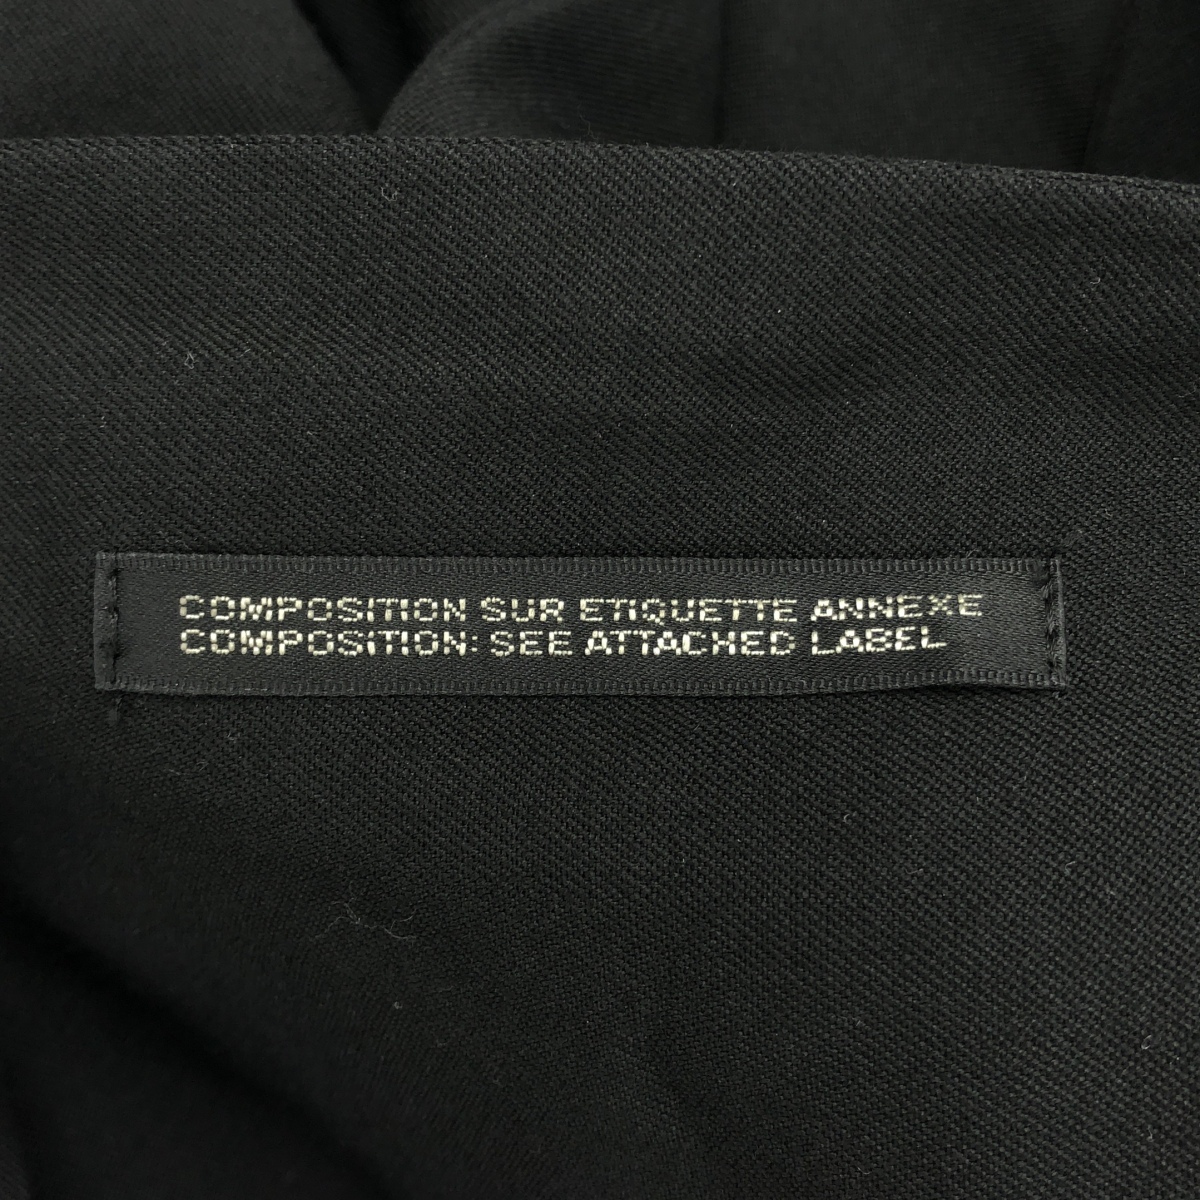 COMPOSITION SUR ETIQUETTE ANNEXE
COMPOSITION: SEE ATTACHED LABEL